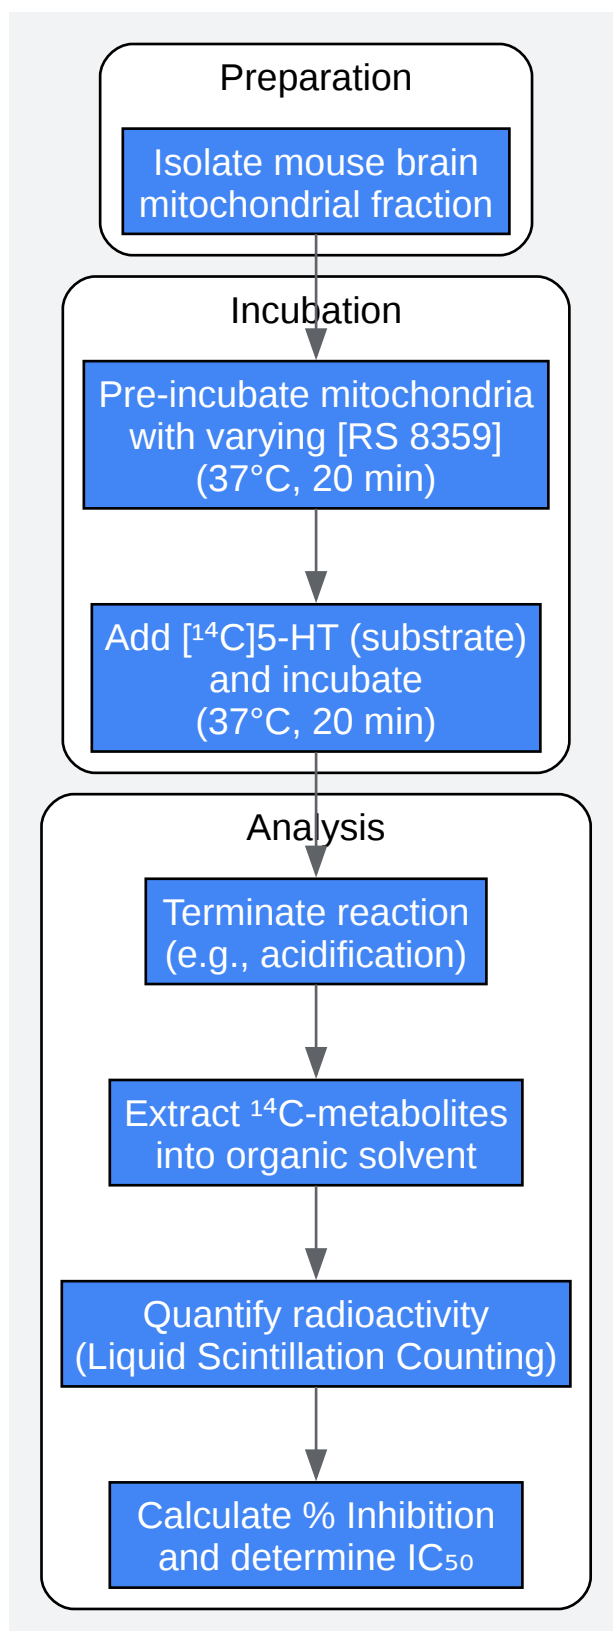 Preparation
Isolate mouse brain
mitochondrial fraction
Incubation
Pre-incubate mitochondria
with varying [RS 8359]
(37°C, 20 min)
Add [¹⁴C]5-HT (substrate)
and incubate
(37°C, 20 min)
Analysis
Terminate reaction
(e.g., acidification)
Extract ¹⁴C-metabolites
into organic solvent
Quantify radioactivity
(Liquid Scintillation Counting)
Calculate % Inhibition
and determine IC₅₀